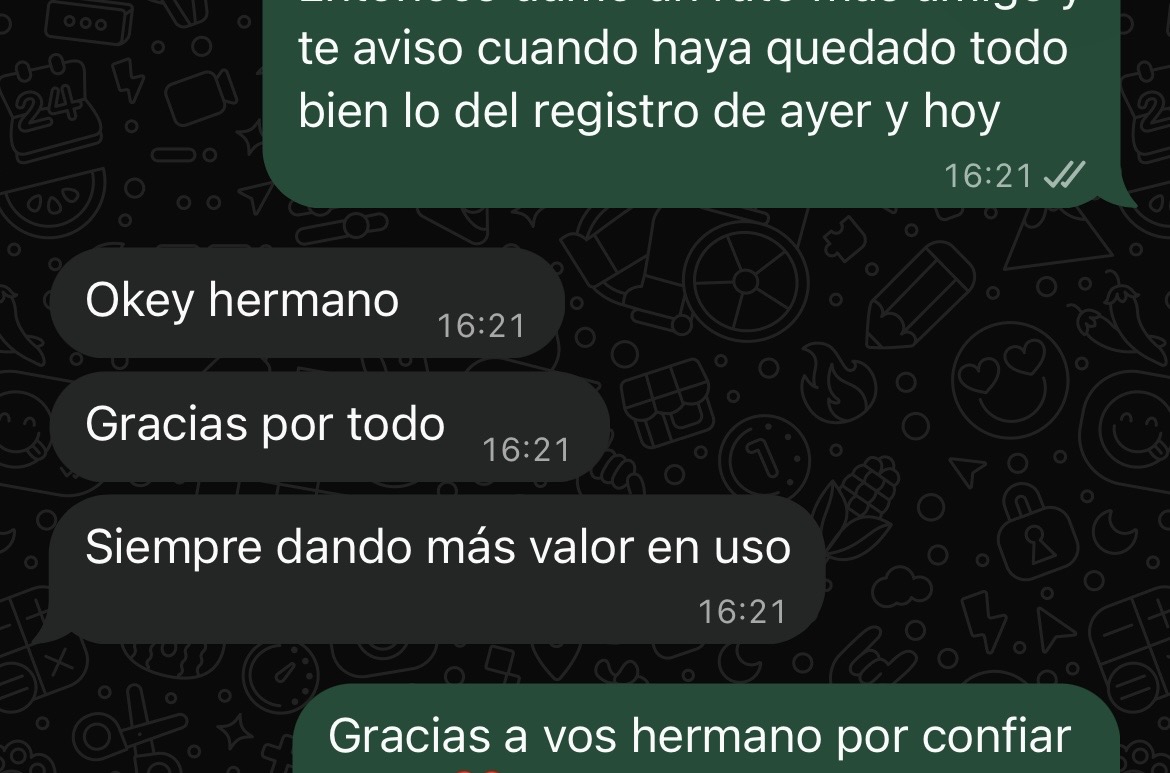 te aviso cuando haya quedado todo
bien lo del registro de ayer y hoy
16:21
Okey hermano
16:21
Gracias por todo
16:21
Siempre dando más valor en uso
16:21
Gracias a vos hermano por confiar